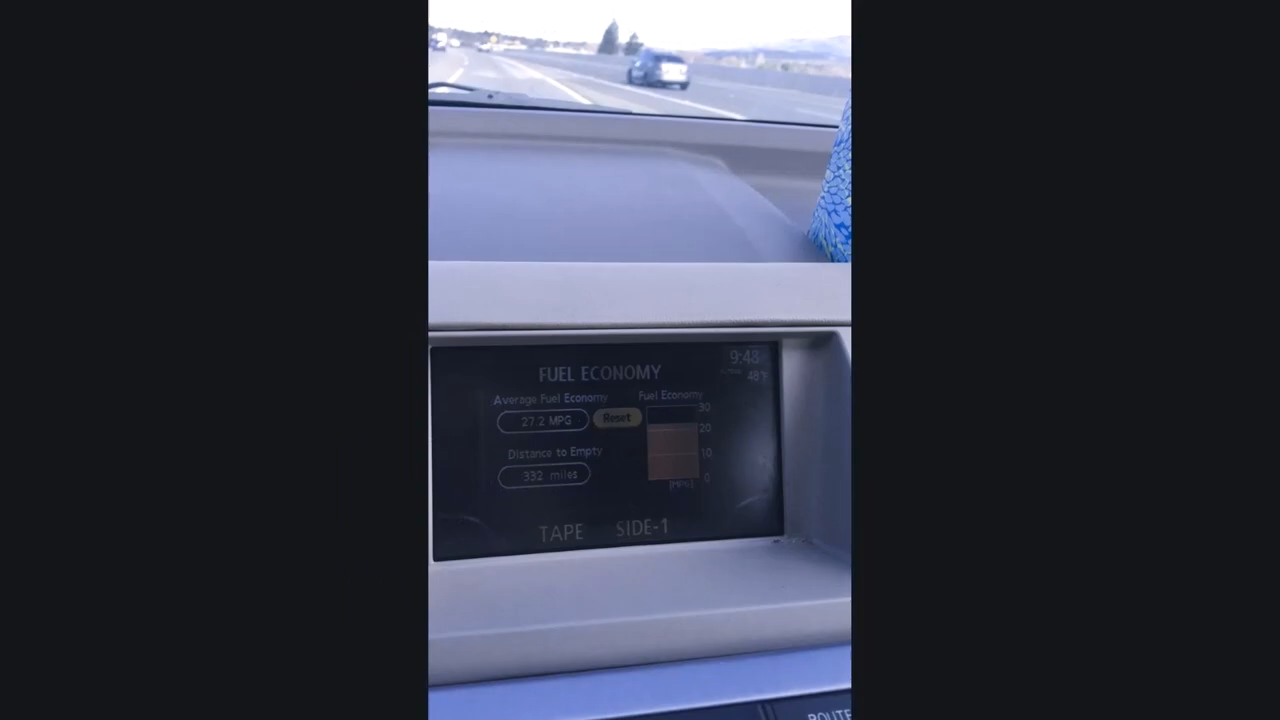 9:48
48°F
FUEL ECONOMY
Average Fuel Economy
Fuel Economy
27.2 MPG
Reset
30
20
10
0
[MPG]
Distance to Empty
332 miles
TAPE SIDE-1
ROUTE